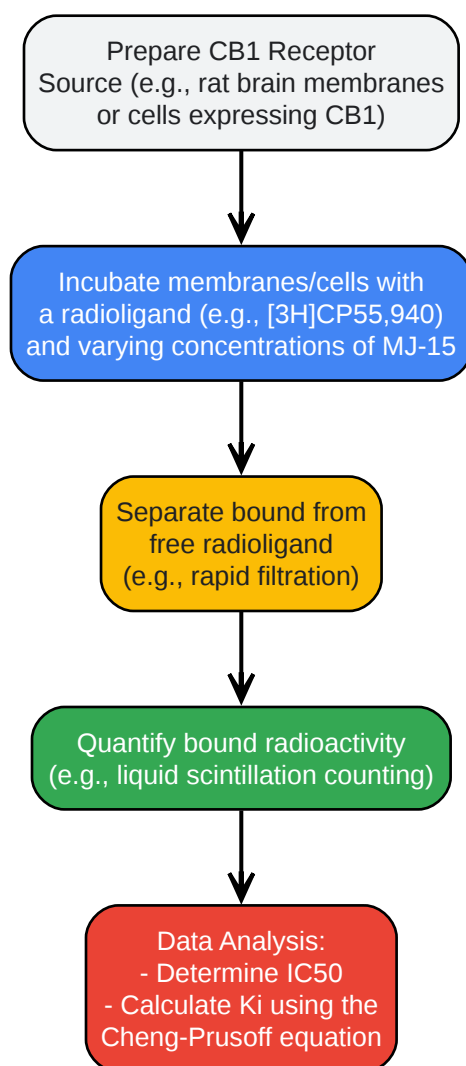 Prepare CB1 Receptor
Source (e.g., rat brain membranes
or cells expressing CB1)
Incubate membranes/cells with
a radioligand (e.g., [3H]CP55,940)
and varying concentrations of MJ-15
Separate bound from
free radioligand
(e.g., rapid filtration)
Quantify bound radioactivity
(e.g., liquid scintillation counting)
Data Analysis:
- Determine IC50
- Calculate Ki using the
Cheng-Prusoff equation